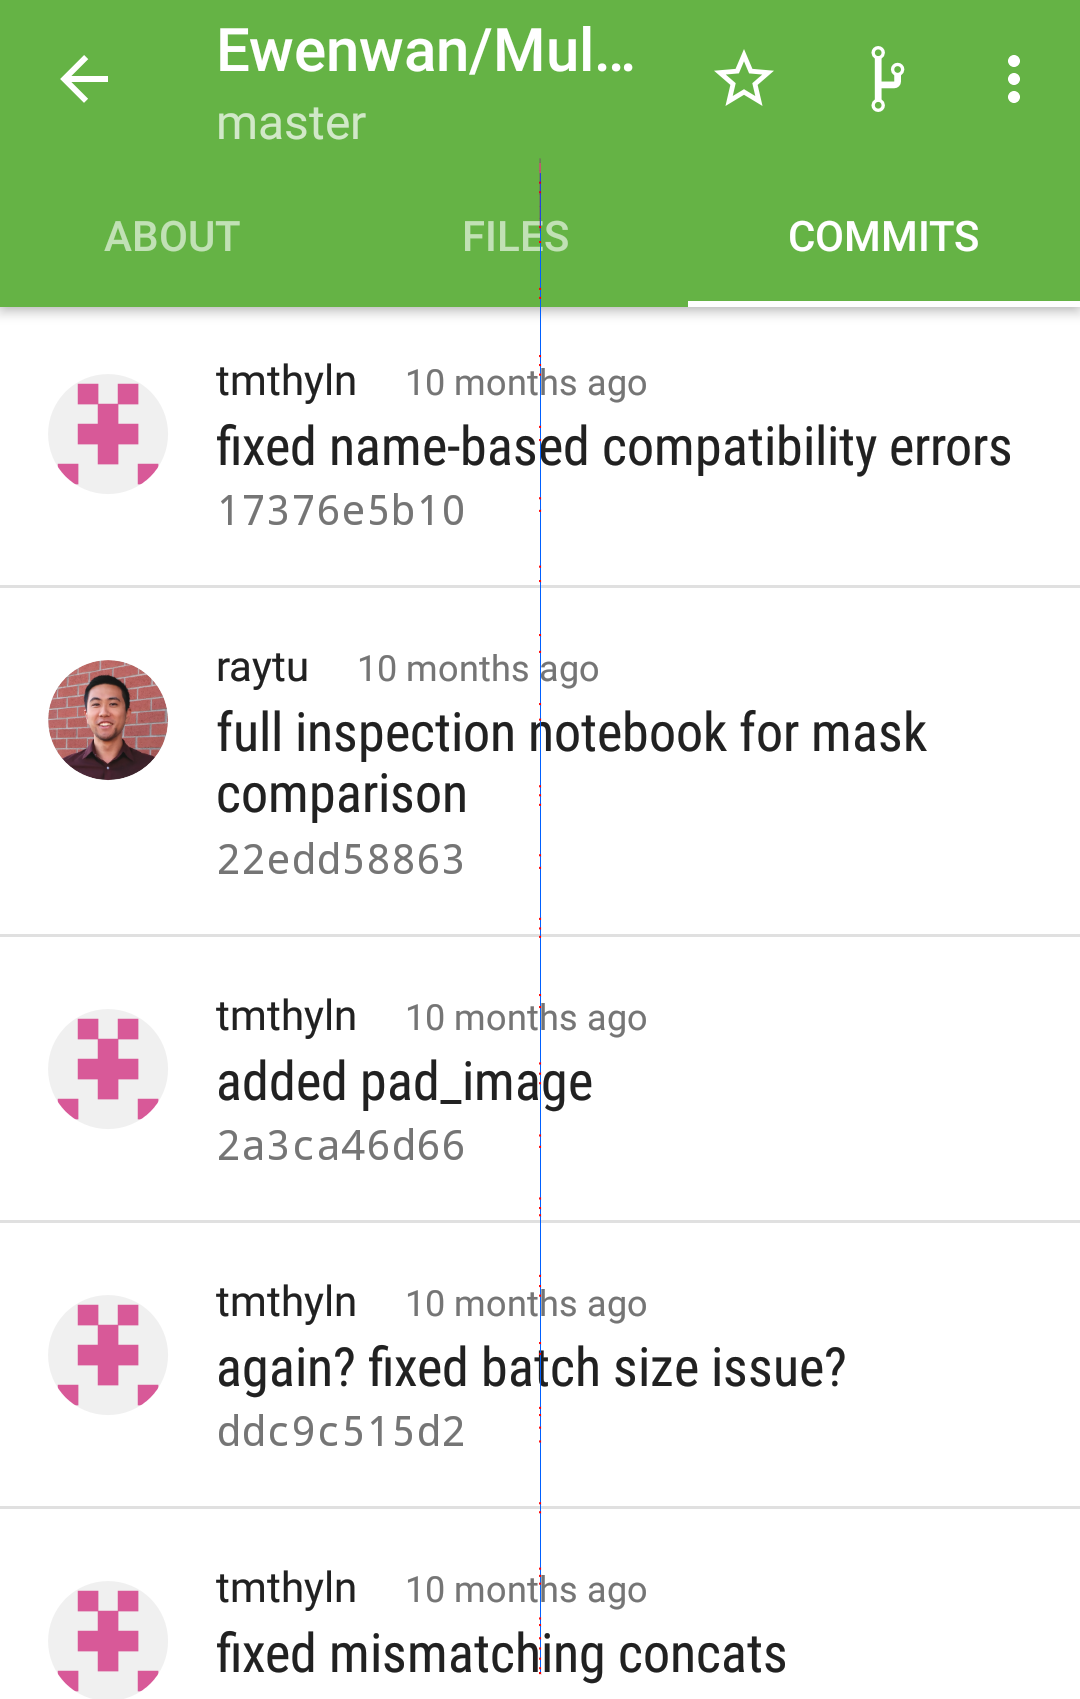 Ewenwan/Mul...
master
ABOUT FILES COMMITS
tmthyln 10 months ago
fixed name-based compatibility errors
17376e5b10
raytu 10 months ago
full inspection notebook for mask
comparison
22edd58863
tmthyln 10 months ago
added pad_image
2a3ca46d66
tmthyln 10 months ago
again? fixed batch size issue?
ddc9c515d2
tmthyln 10 months ago
fixed mismatching concats